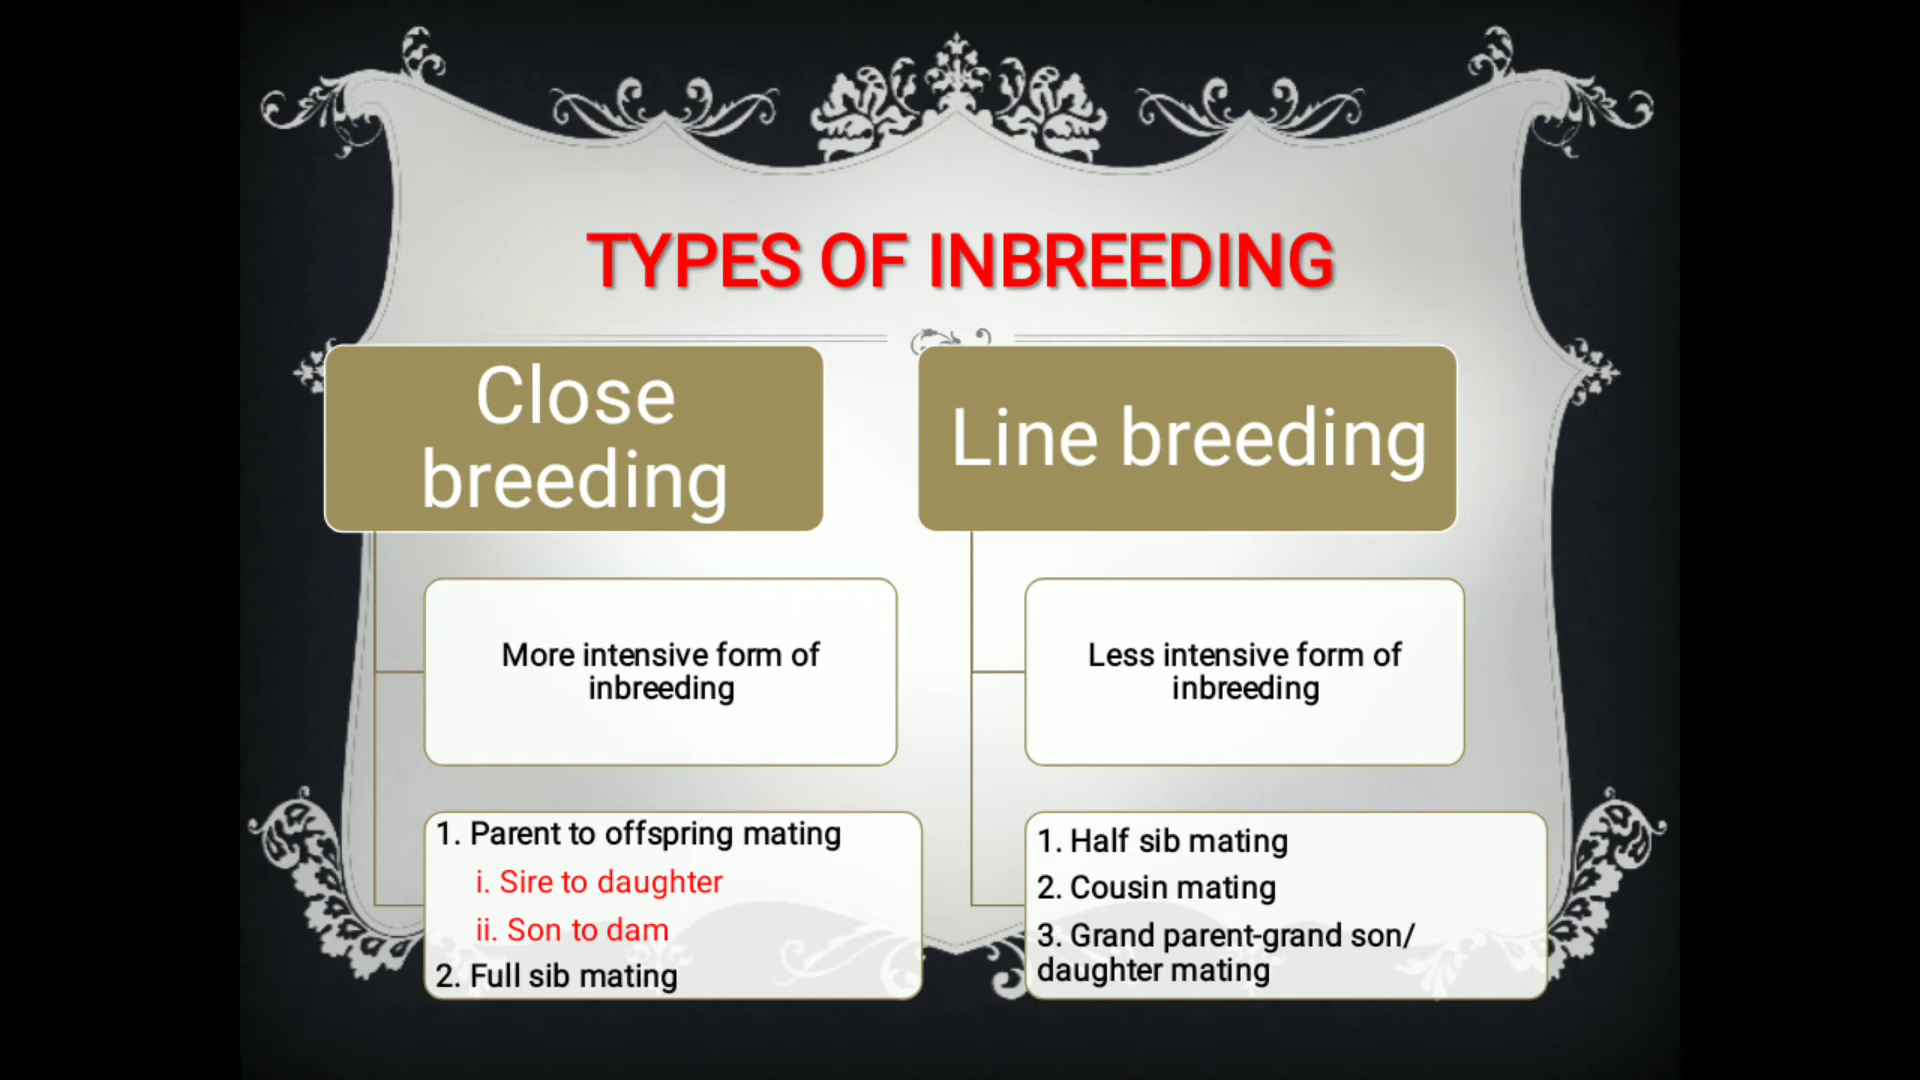 TYPES OF INBREEDING
Close
breeding
More intensive form of
inbreeding
1. Parent to offspring mating
i. Sire to daughter
ii. Son to dam
2. Full sib mating
Line breeding
Less intensive form of
inbreeding
1. Half sib mating
2. Cousin mating
3. Grand parent-grand son/
daughter mating